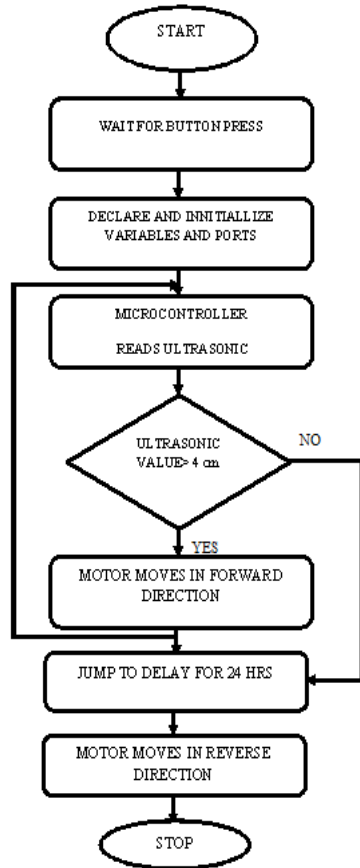 START
WAIT FOR BUTTON PRESS
DECLARE AND INNITIALLIZE
VARIABLES AND PORTS
MICROCONTROLLER
READS ULTRASONIC
ULTRASONIC
VALUE> 4 cm
NO
YES
MOTOR MOVES IN FORWARD
DIRECTION
JUMP TO DELAY FOR 24 HRS
MOTOR MOVES IN REVERSE
DIRECTION
STOP